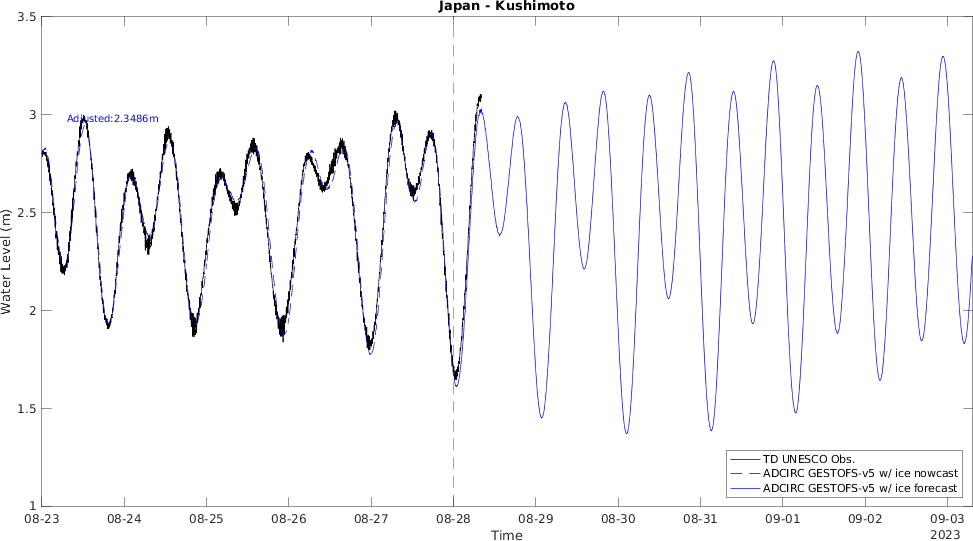 Japan - Kushimoto
3.5
3
2.5
2
1.5
1
Water Level (m)
Adjusted:2.3486m
TD UNESCO Obs.
ADCIRC GESTOFS-v5 w/ ice nowcast
ADCIRC GESTOFS-v5 w/ ice forecast
08-23 08-24 08-25 08-26 08-27 08-28 08-29 08-30 08-31 09-01 09-02 09-03
2023
Time